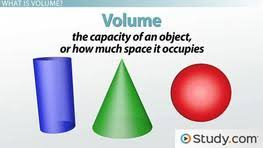 WHAT IS VOLUME?
Volume
the capacity of an object,
or how much space it occupies
Study.com